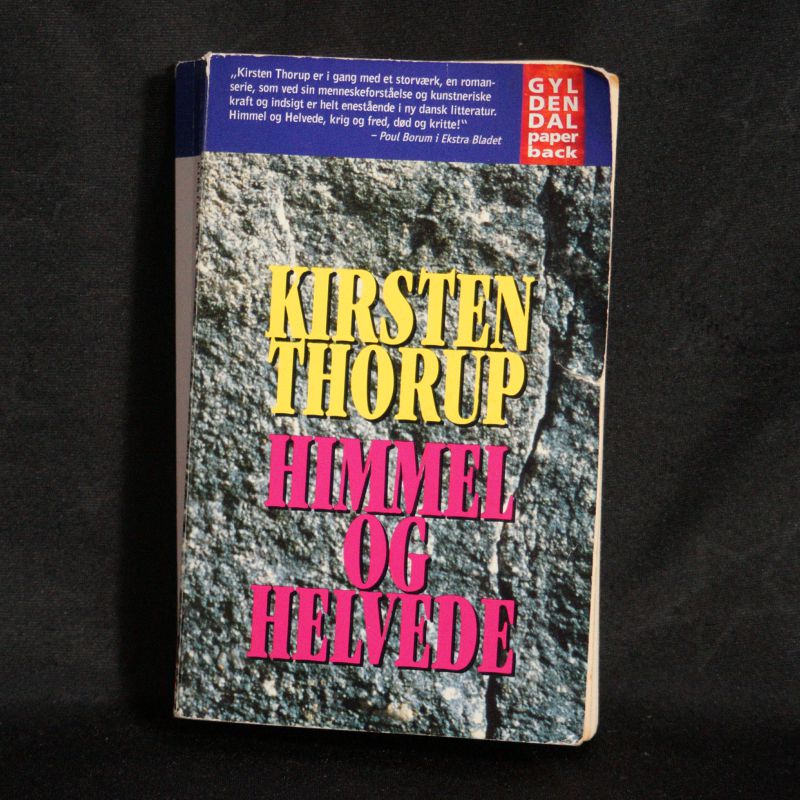 „Kirsten Thorup er i gang med et storværk, en roman-
serie, som ved sin menneskeforståelse og kunstneriske
kraft og indsigt er helt enestående i ny dansk litteratur.
Himmel og Helvede, krig og fred, død og kritte!“
– Poul Borum i Ekstra Bladet
GYL
DEN
DAL
paper
back
KIRSTEN
THORUP
HIMMEL
OG
HELVEDE